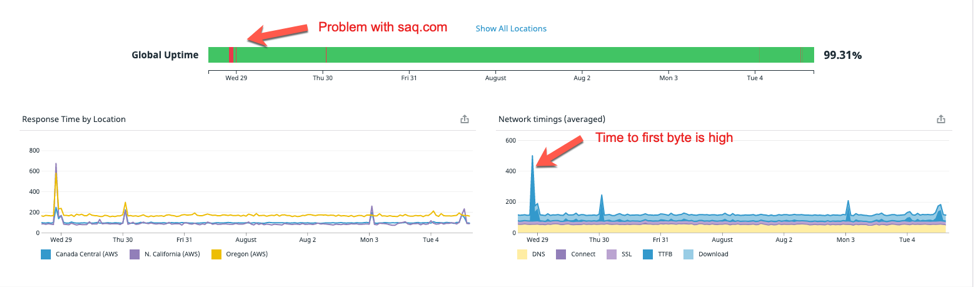 Problem with saq.com
Show All Locations
Global Uptime
99.31%
Wed 29
Thu 30
Fri 31
August
Aug 2
Mon 3
Tue 4
Response Time by Location
800
600
400
200
0
Wed 29
Thu 30
Fri 31
August
Aug 2
Mon 3
Tue 4
Canada Central (AWS
N. California (AWS)
Oregon (AWS)
Network timings (averaged)
Time to first byte is high
600
400
200
0
Wed 29
Thu 30
Fri 31
August
Aug 2
Mon 3
Tue 4
DNS
Connect
SSL
TTFB
Download